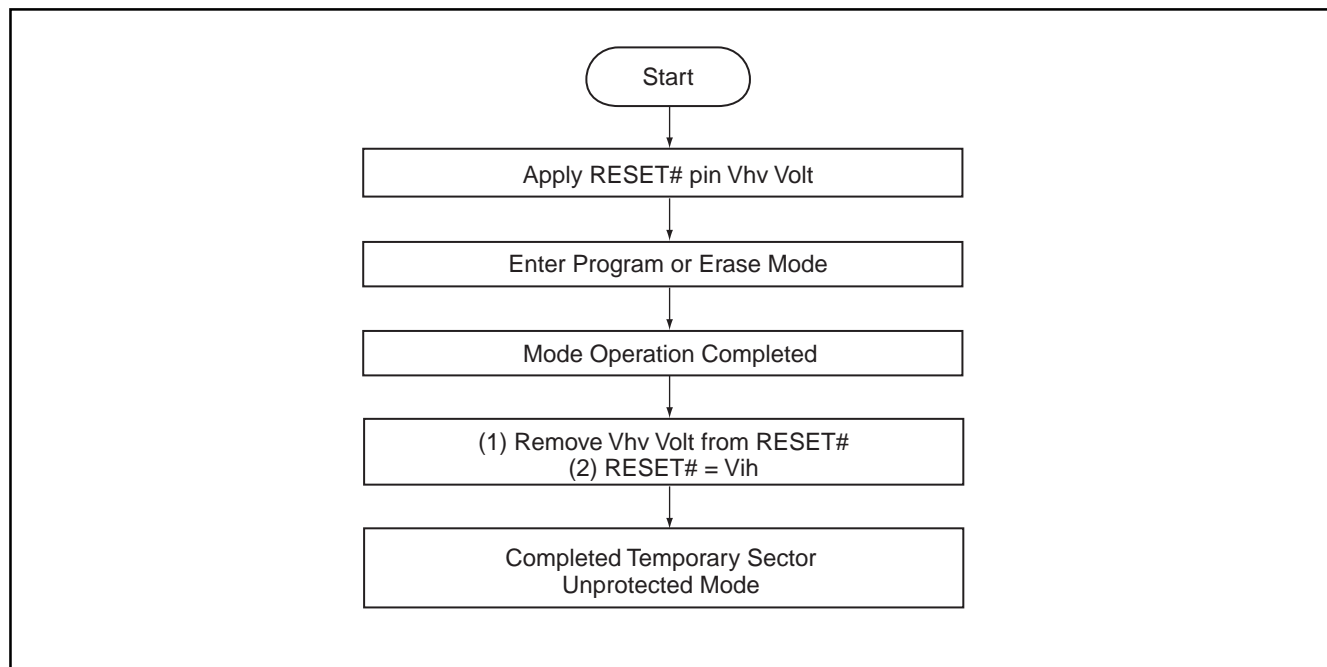 Start
Apply RESET# pin Vhv Volt
Enter Program or Erase Mode
Mode Operation Completed
(1) Remove Vhv Volt from RESET#
(2) RESET# = Vih
Completed Temporary Sector
Unprotected Mode